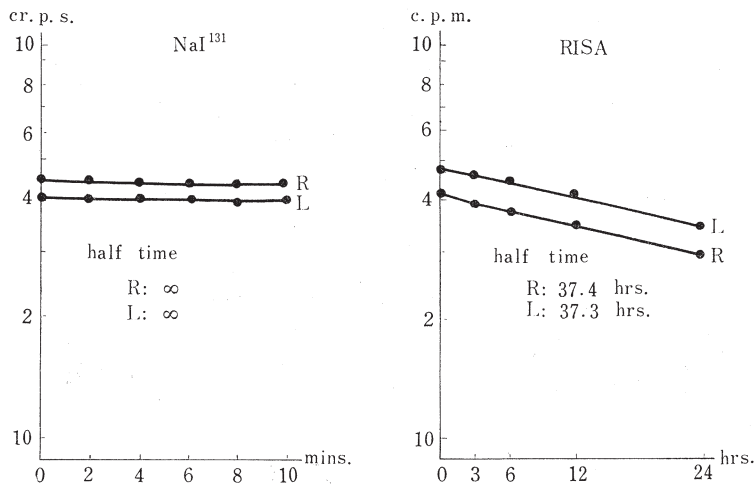 cr. p. s.
NaI¹³¹
10
8
6
4
2
10
R
L
half time
R: ∞
L: ∞
0 2 4 6 8 10 mins.
c. p. m.
RISA
10
8
6
4
2
10
L
R
half time
R: 37.4 hrs.
L: 37.3 hrs.
0 3 6 12 24 hrs.